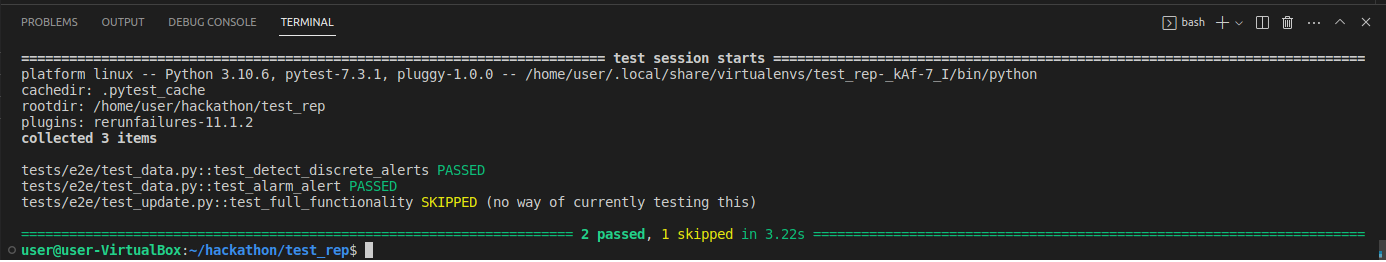 PROBLEMS OUTPUT DEBUG CONSOLE TERMINAL bash
============================================================================ test session starts ============================================================================
platform linux -- Python 3.10.6, pytest-7.3.1, pluggy-1.0.0 -- /home/user/.local/share/virtualenvs/test_rep-_kAf-7_I/bin/python
cachedir: .pytest_cache
rootdir: /home/user/hackathon/test_rep
plugins: rerunfailures-11.1.2
collected 3 items
tests/e2e/test_data.py::test_detect_discrete_alerts PASSED
tests/e2e/test_data.py::test_alarm_alert PASSED
tests/e2e/test_update.py::test_full_functionality SKIPPED (no way of currently testing this)
======================================================================= 2 passed, 1 skipped in 3.22s =======================================================================
user@user-VirtualBox:~/hackathon/test_rep$